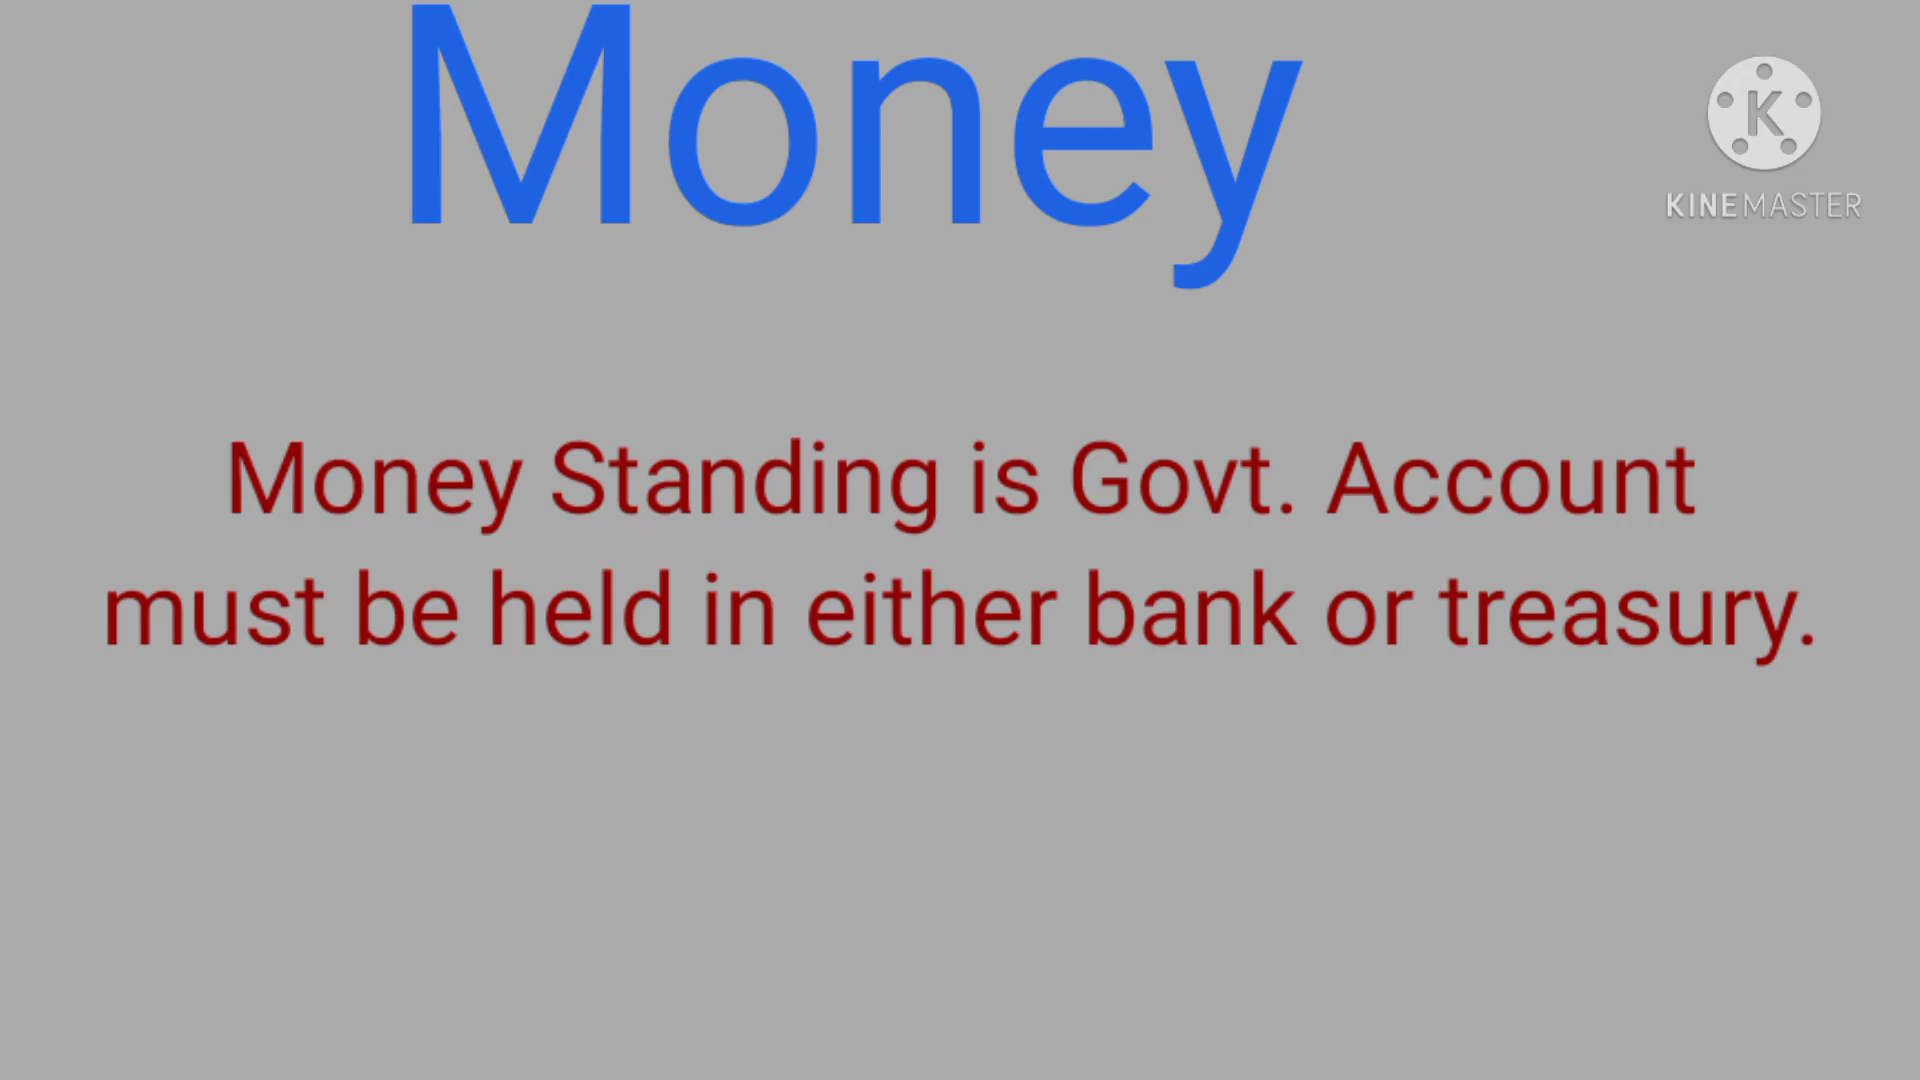 Money
K
KINEMASTER
Money Standing is Govt. Account
must be held in either bank or treasury.